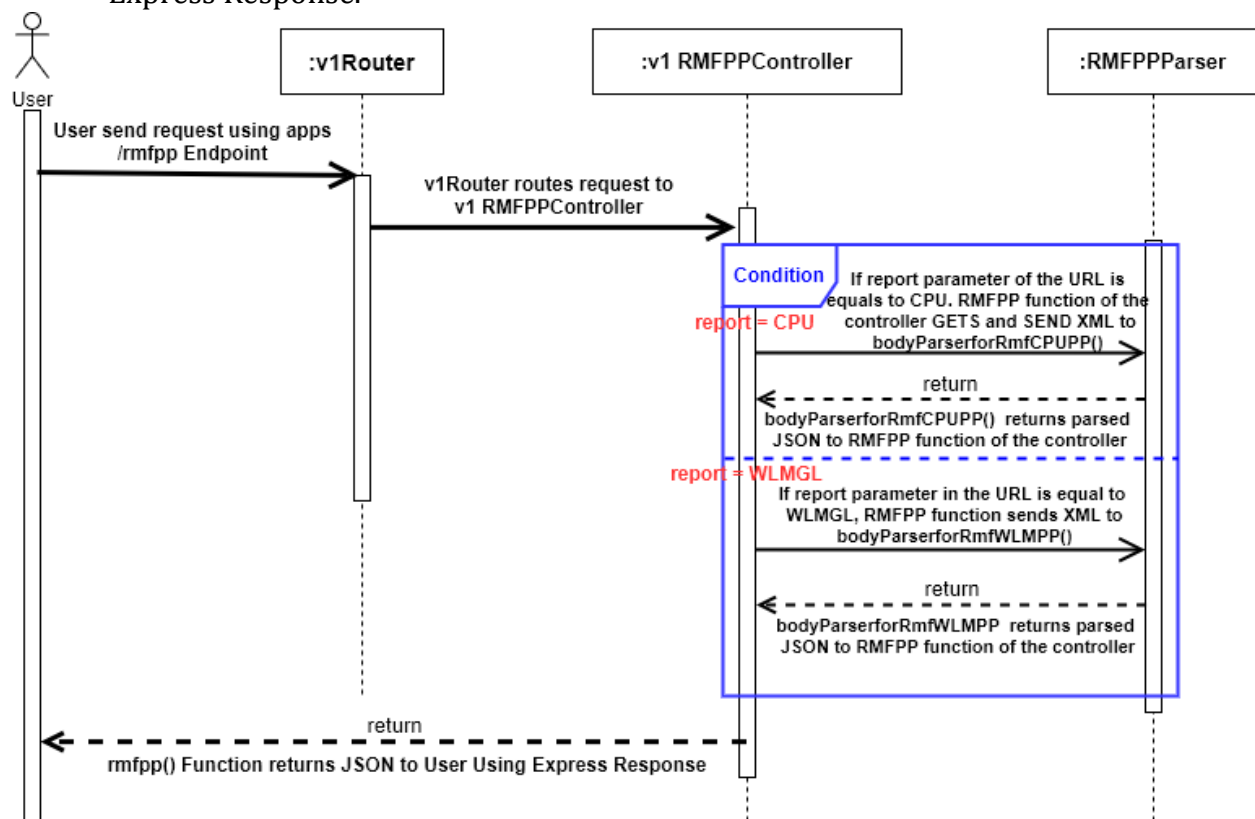 Express Response.
:v1Router
:v1 RMFPPController
:RMFPPParser
User
User send request using apps
/rmfpp Endpoint
v1Router routes request to
v1 RMFPPController
Condition
If report parameter of the URL is
equals to CPU. RMFPP function of the
controller GETS and SEND XML to
bodyParserforRmfCPUPP()
report = CPU
return
bodyParserforRmfCPUPP() returns parsed
JSON to RMFPP function of the controller
report = WLMGL
If report parameter in the URL is equal to
WLMGL, RMFPP function sends XML to
bodyParserforRmfWLMPP()
return
bodyParserforRmfWLMPP returns parsed
JSON to RMFPP function of the controller
return
rmfpp() Function returns JSON to User Using Express Response